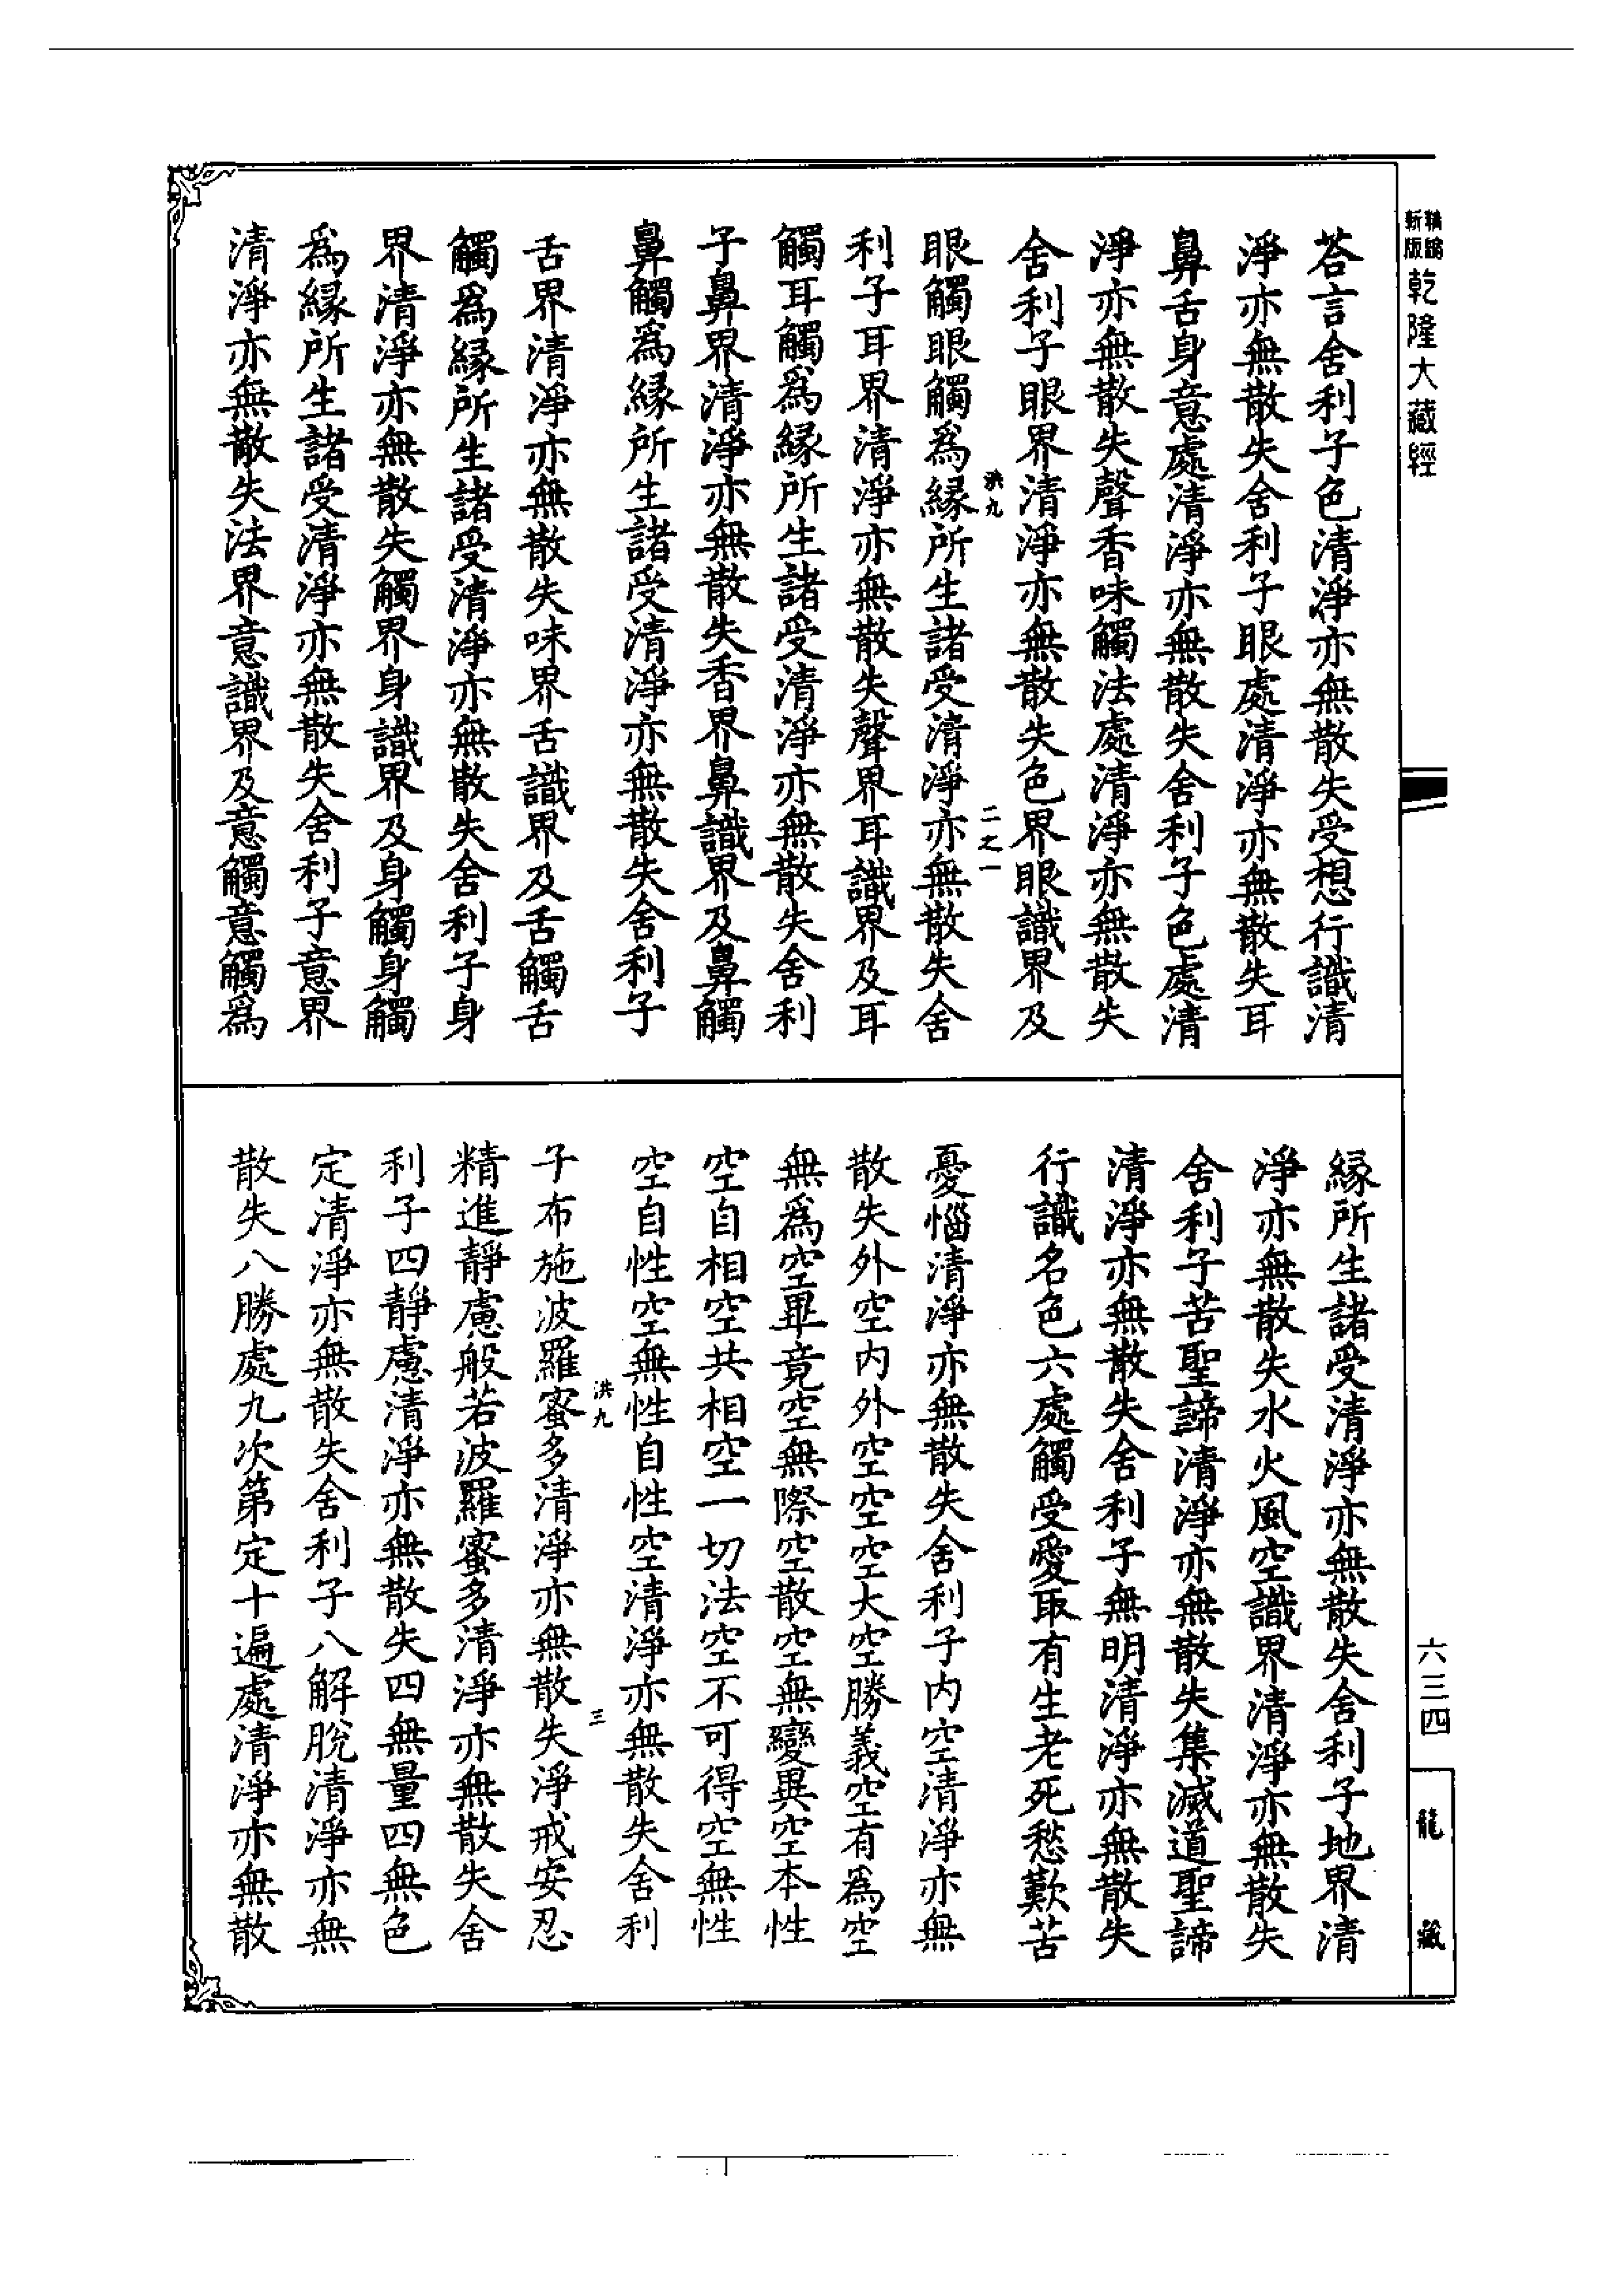 新版
精縮
乾隆大藏經
荅言舍利子色清淨亦無散失受想行識清
淨亦無散失舍利子眼處清淨亦無散失耳
鼻舌身意處清淨亦無散失舍利子色處清
淨亦無散失聲香味觸法處清淨亦無散失
舍利子眼界清淨亦無散失色界眼識界及
洪九 二之一
眼觸眼觸爲緣所生諸受清淨亦無散失舍
利子耳界清淨亦無散失聲界耳識界及耳
觸耳觸爲緣所生諸受清淨亦無散失舍利
子鼻界清淨亦無散失香界鼻識界及鼻觸
鼻觸爲緣所生諸受清淨亦無散失舍利子
舌界清淨亦無散失味界舌識界及舌觸舌
觸爲緣所生諸受清淨亦無散失舍利子身
界清淨亦無散失觸界身識界及身觸身觸
爲緣所生諸受清淨亦無散失舍利子意界
清淨亦無散失法界意識界及意觸意觸爲
緣所生諸受清淨亦無散失舍利子地界清
淨亦無散失水火風空識界清淨亦無散失
舍利子苦聖諦清淨亦無散失集滅道聖諦
清淨亦無散失舍利子無明清淨亦無散失
行識名色六處觸受愛取有生老死愁歎苦
憂惱清淨亦無散失舍利子内空清淨亦無
散失外空内外空空空大空勝義空有爲空
無爲空畢竟空無際空散空無變異空本性
空自相空共相空一切法空不可得空無性
空自性空無性自性空清淨亦無散失舍利
洪九 三
子布施波羅蜜多清淨亦無散失淨戒安忍
精進靜慮般若波羅蜜多清淨亦無散失舍
利子四靜慮清淨亦無散失四無量四無色
定清淨亦無散失舍利子八解脫清淨亦無
散失八勝處九次第定十遍處清淨亦無散
六三四
龍藏